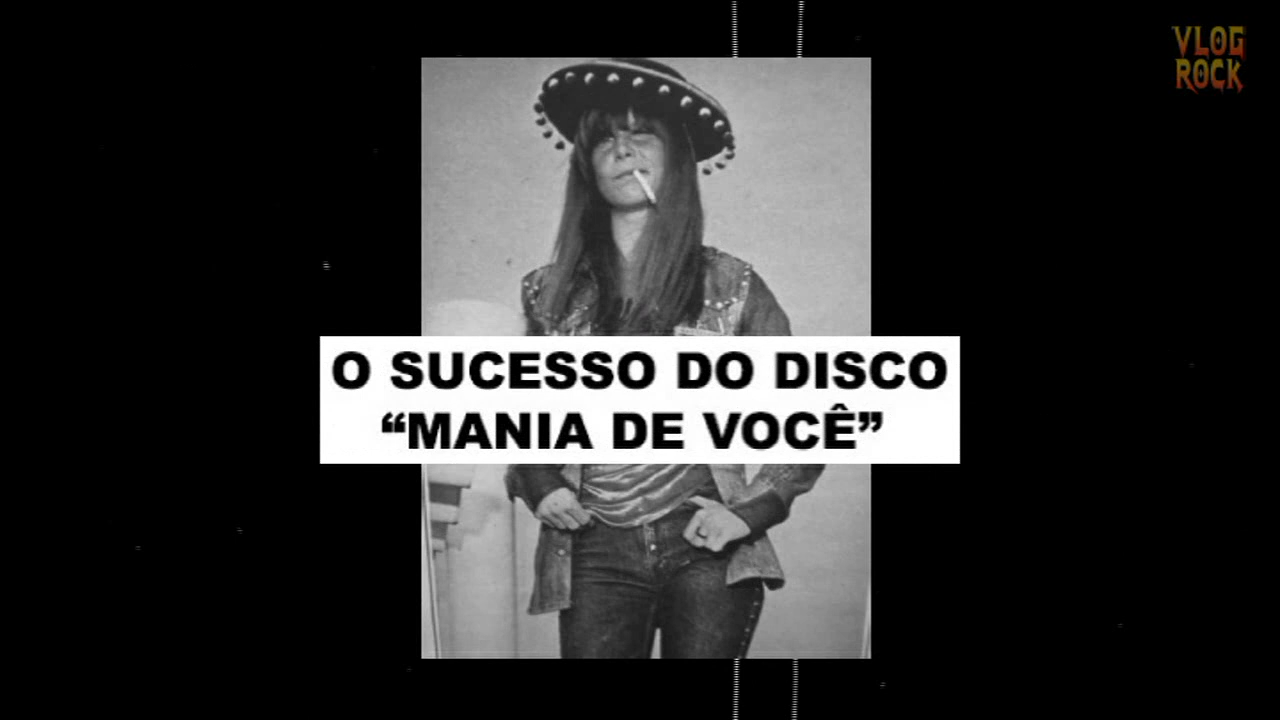 VLOG
ROCK
O SUCESSO DO DISCO
“MANIA DE VOCÊ”